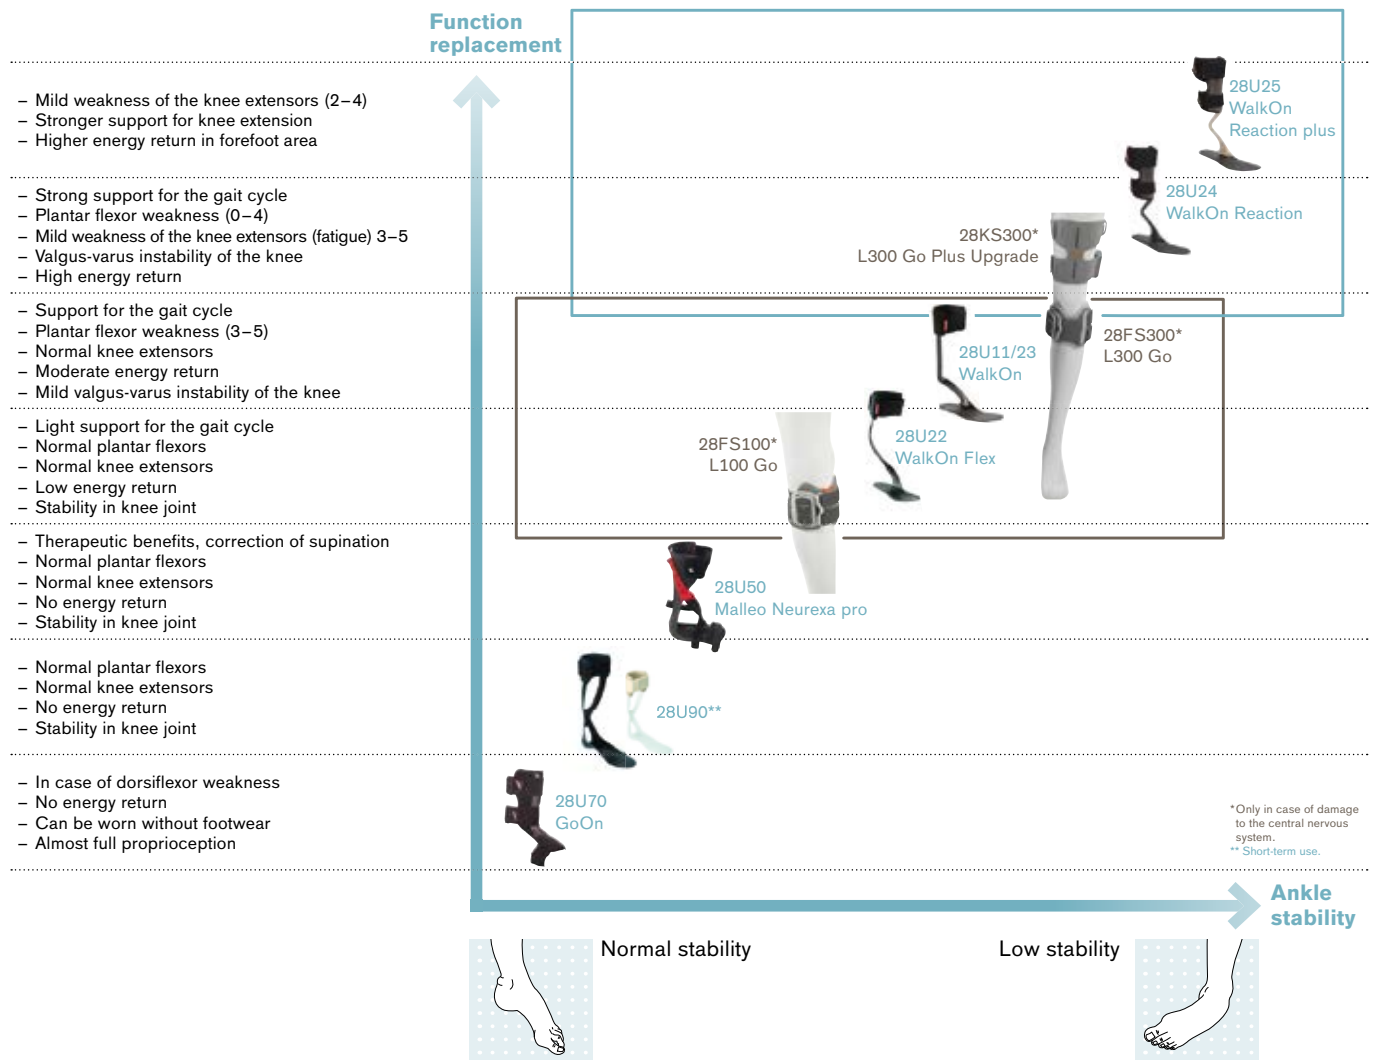 Function
replacement
– Mild weakness of the knee extensors (2–4)
– Stronger support for knee extension
– Higher energy return in forefoot area
28U25
WalkOn
Reaction plus
– Strong support for the gait cycle
– Plantar flexor weakness (0–4)
– Mild weakness of the knee extensors (fatigue) 3–5
– Valgus-varus instability of the knee
– High energy return
28U24
WalkOn Reaction
28KS300*
L300 Go Plus Upgrade
– Support for the gait cycle
– Plantar flexor weakness (3–5)
– Normal knee extensors
– Moderate energy return
– Mild valgus-varus instability of the knee
28U11/23
WalkOn
28FS300*
L300 Go
– Light support for the gait cycle
– Normal plantar flexors
– Normal knee extensors
– Low energy return
– Stability in knee joint
28FS100*
L100 Go
28U22
WalkOn Flex
– Therapeutic benefits, correction of supination
– Normal plantar flexors
– Normal knee extensors
– No energy return
– Stability in knee joint
28U50
Malleo Neurexa pro
– Normal plantar flexors
– Normal knee extensors
– No energy return
– Stability in knee joint
28U90**
– In case of dorsiflexor weakness
– No energy return
– Can be worn without footwear
– Almost full proprioception
28U70
GoOn
*Only in case of damage
to the central nervous
system.
** Short-term use.
Ankle
stability
Normal stability
Low stability